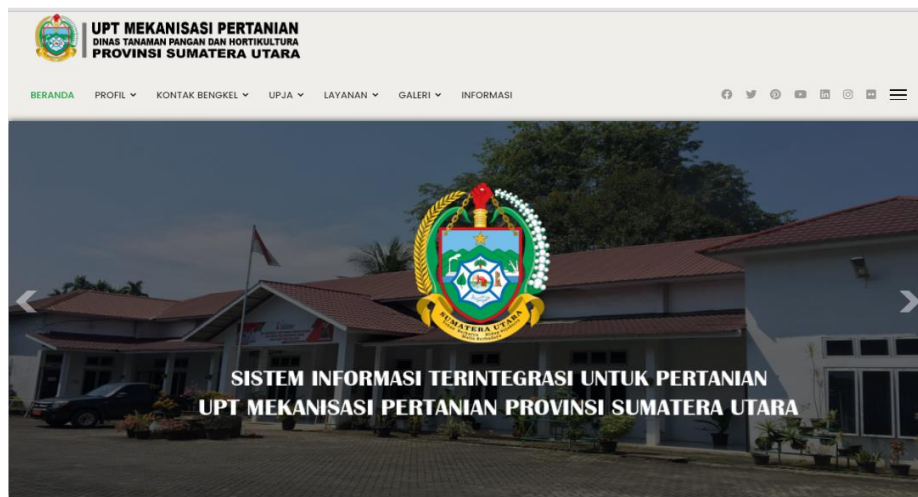 UPT MEKANISASI PERTANIAN
DINAS TANAMAN PANGAN DAN HORTIKULTURA
PROVINSI SUMATERA UTARA
BERANDA PROFIL KONTAK BENGKEL UPJA LAYANAN GALERI INFORMASI
SUMATERA UTARA
SISTEM INFORMASI TERINTEGRASI UNTUK PERTANIAN
UPT MEKANISASI PERTANIAN PROVINSI SUMATERA UTARA